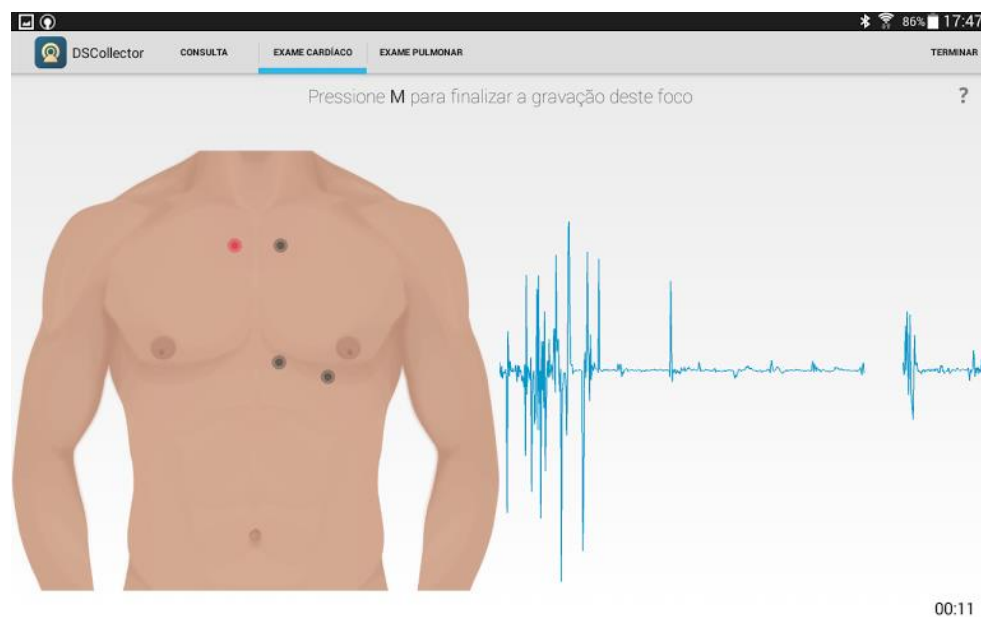 86% 17:47
DSCollector CONSULTA EXAME CARDÍACO EXAME PULMONAR TERMINAR
Pressione M para finalizar a gravação deste foco ?
00:11